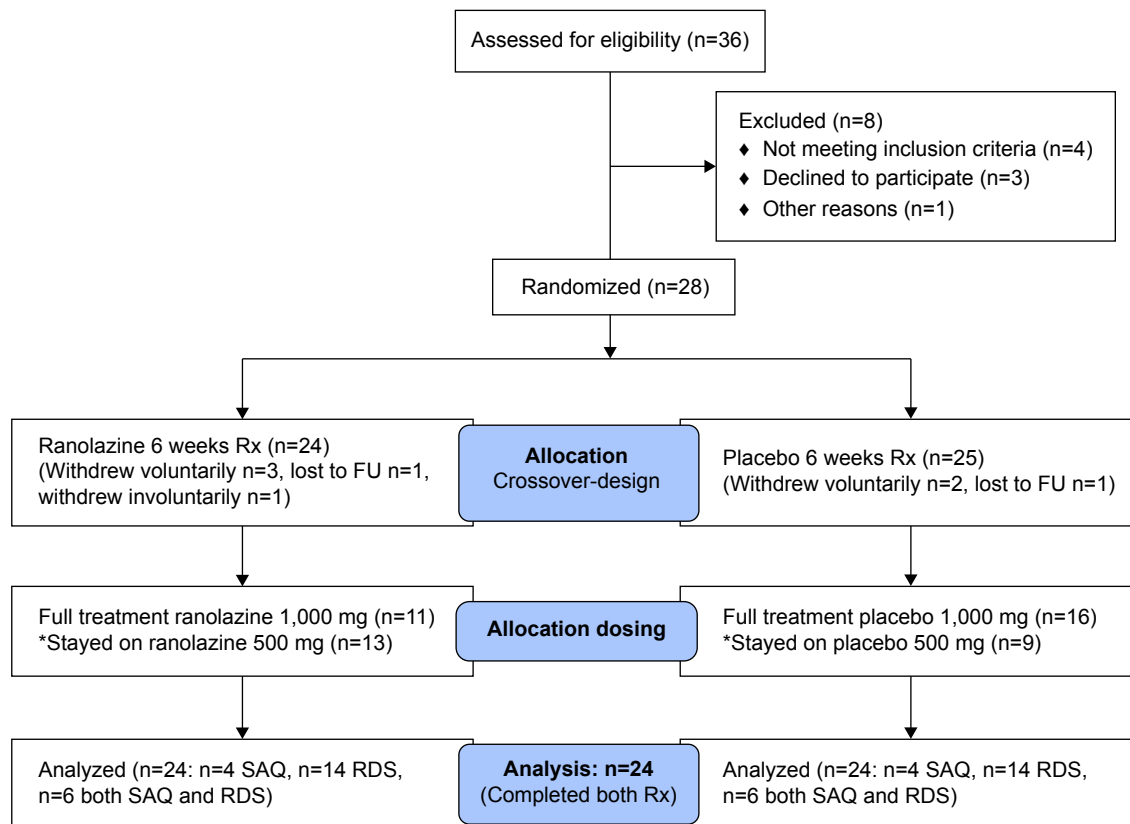 Assessed for eligibility (n=36)
Excluded (n=8)
♦ Not meeting inclusion criteria (n=4)
♦ Declined to participate (n=3)
♦ Other reasons (n=1)
Randomized (n=28)
Ranolazine 6 weeks Rx (n=24)
(Withdrew voluntarily n=3, lost to FU n=1,
withdrew involuntarily n=1)
Allocation
Crossover-design
Placebo 6 weeks Rx (n=25)
(Withdrew voluntarily n=2, lost to FU n=1)
Full treatment ranolazine 1,000 mg (n=11)
*Stayed on ranolazine 500 mg (n=13)
Allocation dosing
Full treatment placebo 1,000 mg (n=16)
*Stayed on placebo 500 mg (n=9)
Analyzed (n=24: n=4 SAQ, n=14 RDS,
n=6 both SAQ and RDS)
Analysis: n=24
(Completed both Rx)
Analyzed (n=24: n=4 SAQ, n=14 RDS,
n=6 both SAQ and RDS)